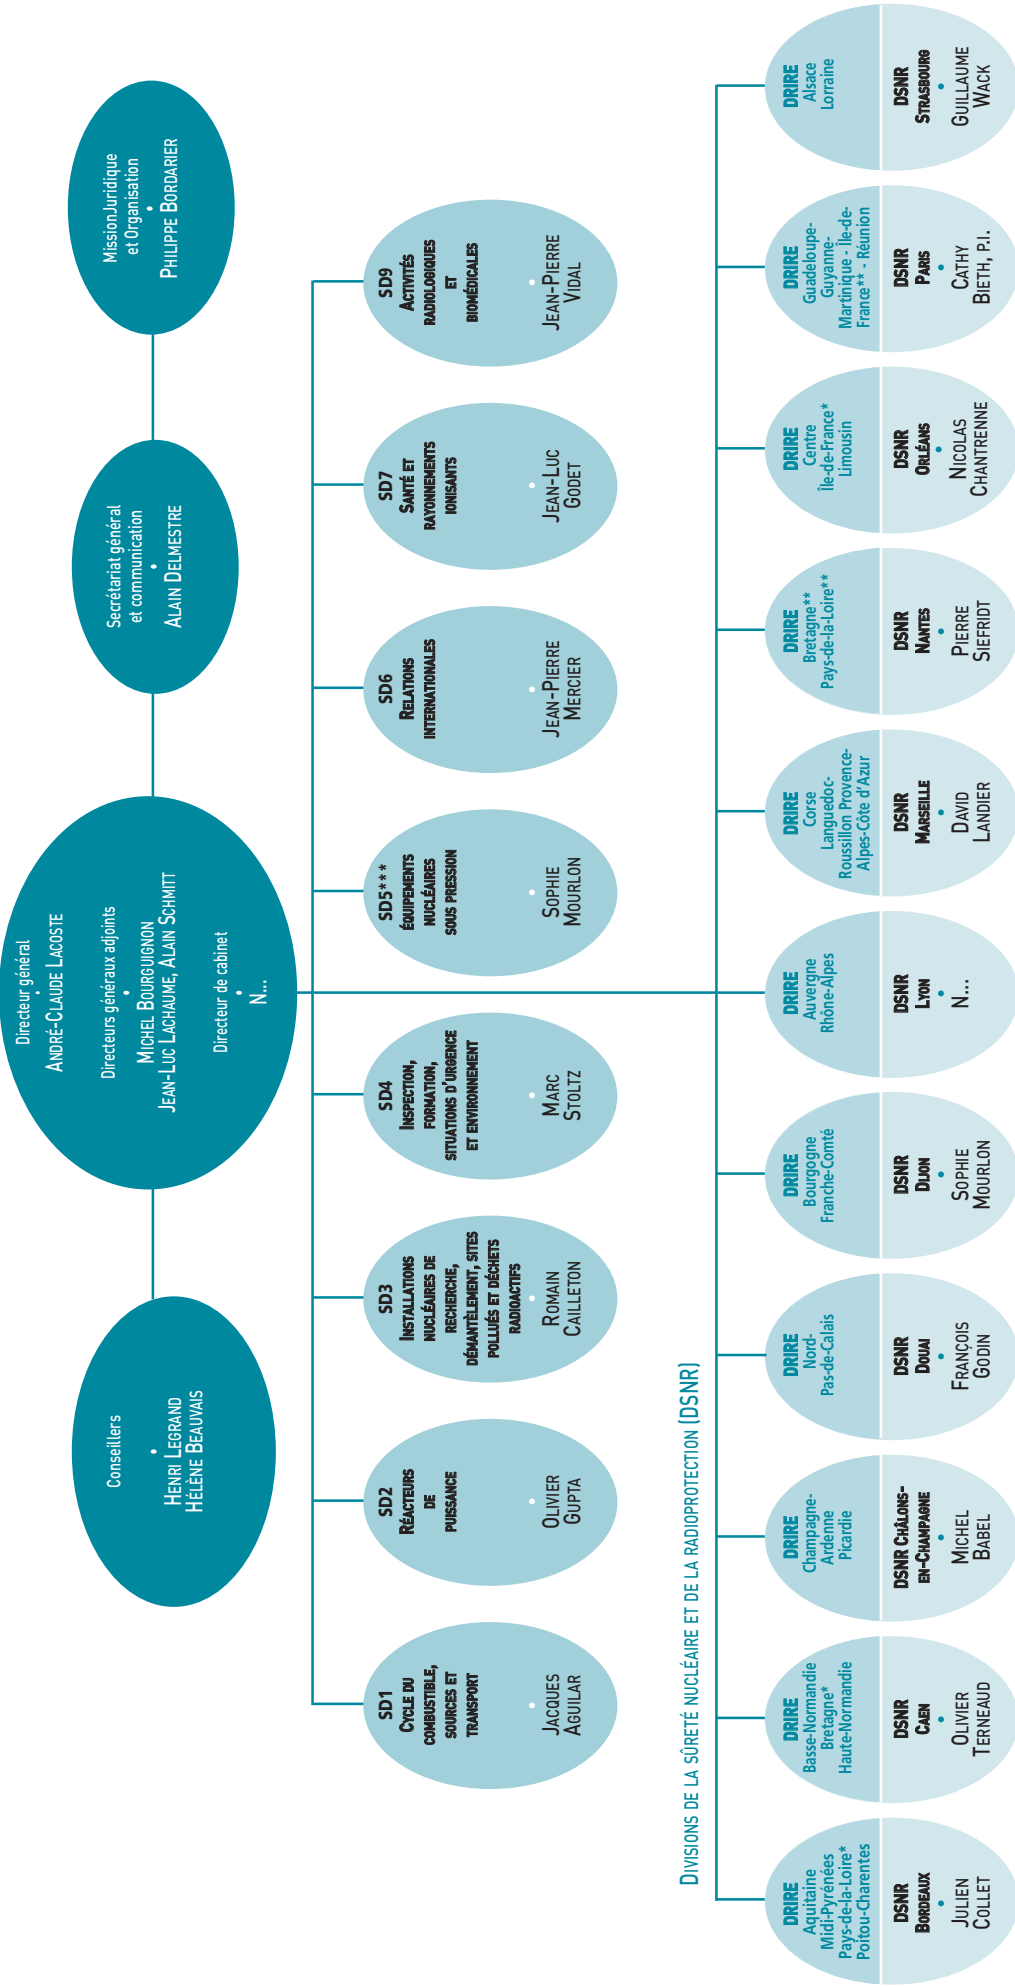 Directeur général
•
ANDRÉ-CLAUDE LACOSTE
Directeurs généraux adjoints
•
MICHEL BOURGUIGNON
JEAN-LUC LACHAUME, ALAIN SCHMITT
Directeur de cabinet
•
N...
Conseillers
•
HENRI LEGRAND
HÉLÈNE BEAUVAIS
Secrétariat général
et communication
•
ALAIN DELMESTRE
MissionJuridique
et Organisation
•
PHILIPPE BORDARIER
SD1
CYCLE DU
COMBUSTIBLE,
SOURCES ET
TRANSPORT
•
JACQUES
AGUILAR
SD2
RÉACTEURS
DE
PUISSANCE
•
OLIVIER
GUPTA
SD3
INSTALLATIONS
NUCLÉAIRES DE
RECHERCHE,
DÉMANTÈLEMENT, SITES
POLLUÉS ET DÉCHETS
RADIOACTIFS
•
ROMAIN
CAILLETON
SD4
INSPECTION,
FORMATION,
SITUATIONS D'URGENCE
ET ENVIRONNEMENT
•
MARC
STOLTZ
SD5***
ÉQUIPEMENTS
NUCLÉAIRES
SOUS PRESSION
•
SOPHIE
MOURLON
SD6
RELATIONS
INTERNATIONALES
•
JEAN-PIERRE
MERCIER
SD7
SANTÉ ET
RAYONNEMENTS
IONISANTS
•
JEAN-LUC
GODET
SD9
ACTIVITÉS
RADIOLOGIQUES
ET
BIOMÉDICALES
•
JEAN-PIERRE
VIDAL
DIVISIONS DE LA SÛRETÉ NUCLÉAIRE ET DE LA RADIOPROTECTION (DSNR)
DRIRE
Aquitaine
Midi-Pyrénées
Pays-de-la-Loire*
Poitou-Charentes
DSNR
BORDEAUX
•
JULIEN
COLLET
DRIRE
Basse-Normandie
Bretagne*
Haute-Normandie
DSNR
CAEN
•
OLIVIER
TERNEAUD
DRIRE
Champagne-
Ardenne
Picardie
DSNR CHÂLONS-
EN-CHAMPAGNE
•
MICHEL
BABEL
DRIRE
Nord-
Pas-de-Calais
DSNR
DOUAI
•
FRANÇOIS
GODIN
DRIRE
Bourgogne
Franche-Comté
DSNR
DIJON
•
SOPHIE
MOURLON
DRIRE
Auvergne
Rhône-Alpes
DSNR
LYON
•
N...
DRIRE
Corse
Languedoc-
Roussillon Provence-
Alpes-Côte d'Azur
DSNR
MARSEILLE
•
DAVID
LANDIER
DRIRE
Bretagne**
Pays-de-la-Loire**
DSNR
NANTES
•
PIERRE
SIEFRIDT
DRIRE
Centre
Île-de-France*
Limousin
DSNR
ORLÉANS
•
NICOLAS
CHANTRENNE
DRIRE
Guadeloupe-
Guyanne-
Martinique - Île-de-
France** - Réunion
DSNR
PARIS
•
CATHY
BIETH, P.I.
DRIRE
Alsace
Lorraine
DSNR
STRASBOURG
•
GUILLAUME
WACK